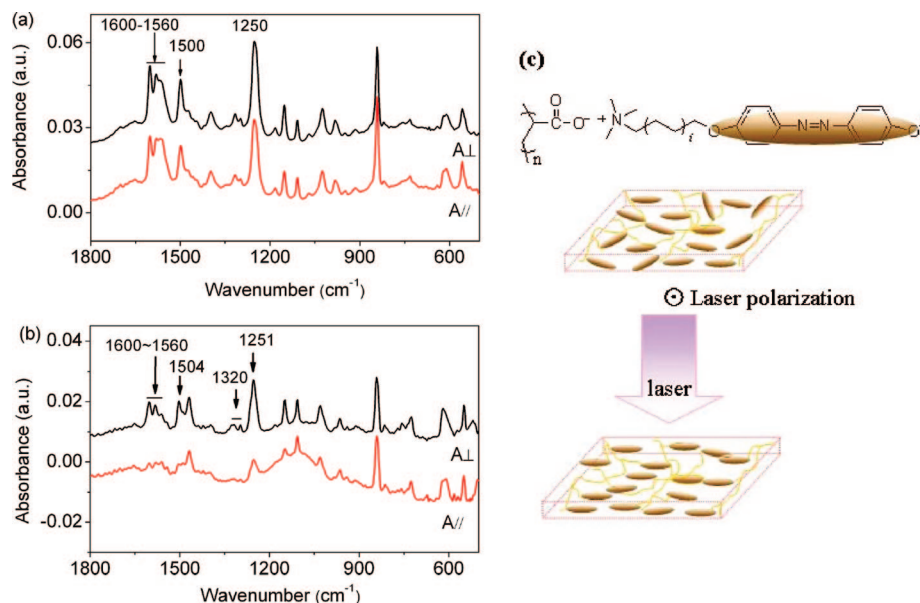 (a)
0.06
0.03
0.00
Absorbance (a.u.)
1600-1560
1500
1250
A⊥
A//
1800 1500 1200 900 600
Wavenumber (cm⁻¹)
(b)
0.04
0.02
0.00
-0.02
Absorbance (a.u.)
1600~1560
1504
1320
1251
A⊥
A//
1800 1500 1200 900 600
Wavenumber (cm⁻¹)
(c)
O
O⁻ + N
n
i
O
N=N
O
⊙ Laser polarization
laser